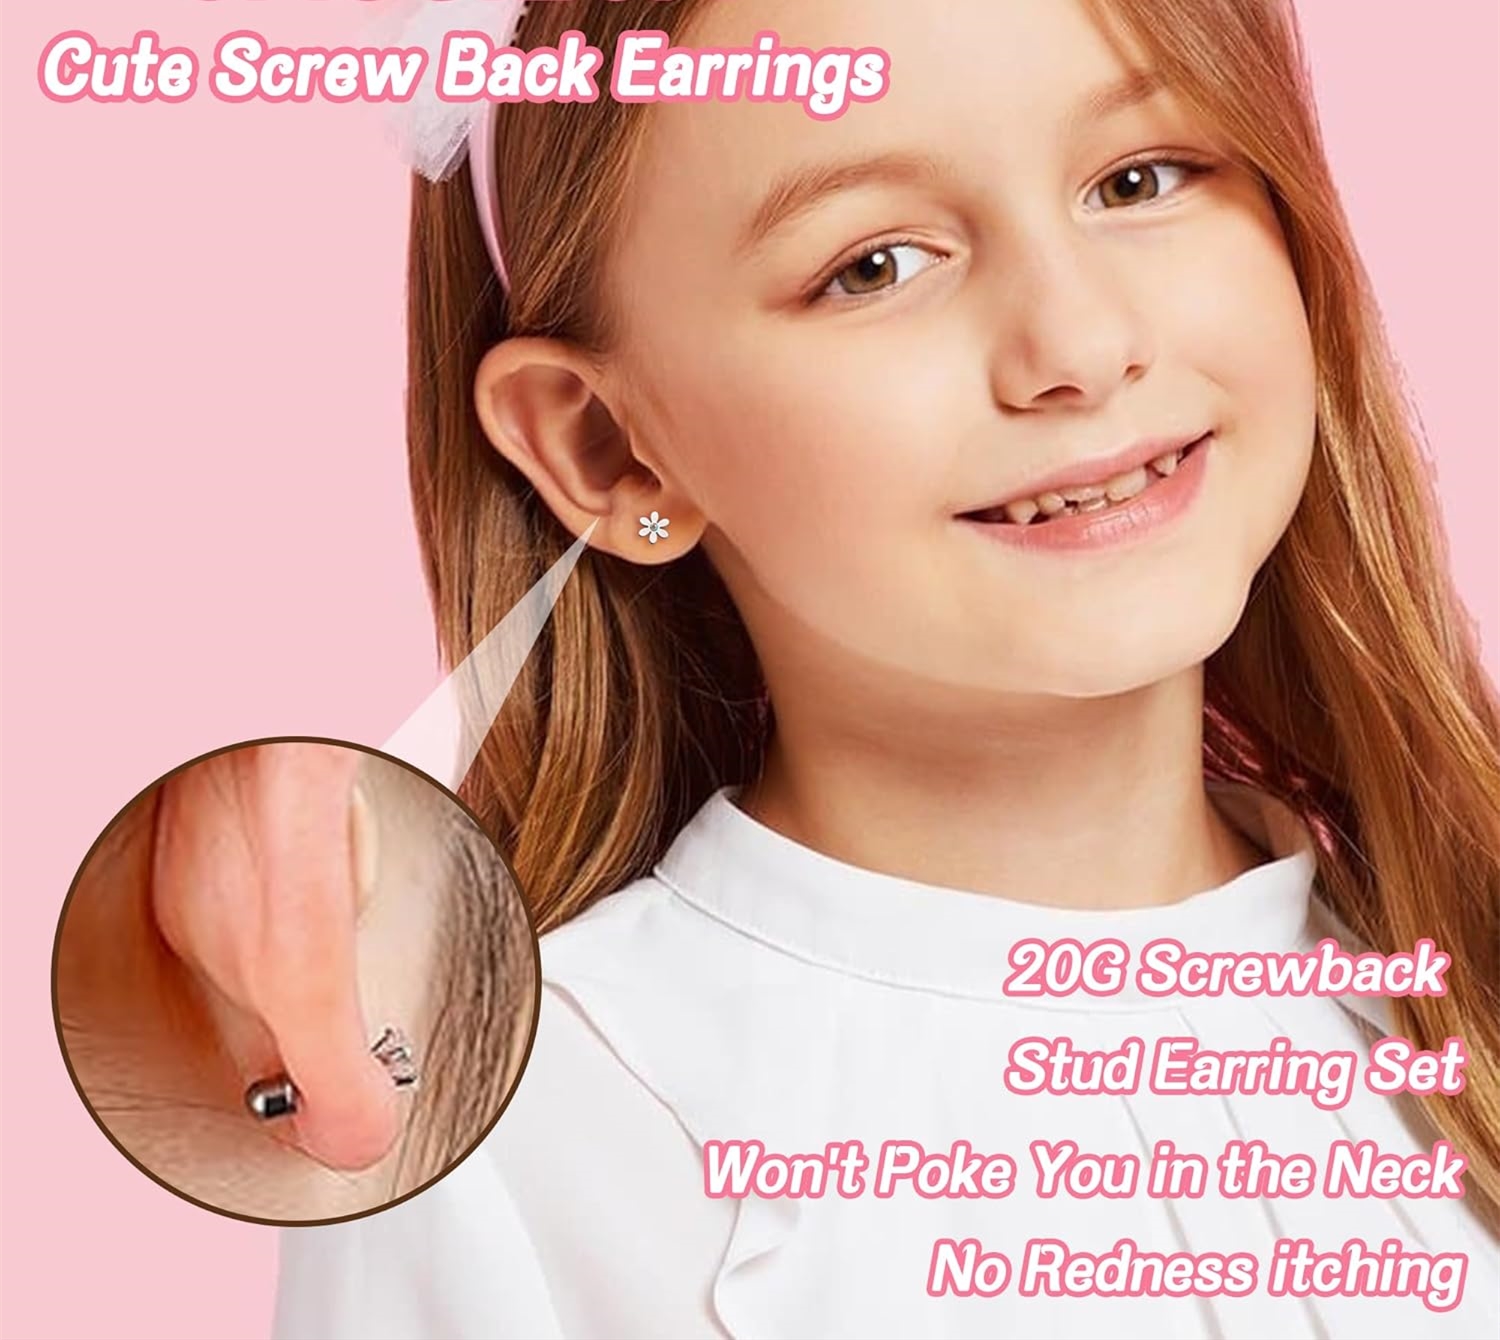 Cute Screw Back Earrings
20G Screwback
Stud Earring Set
Won't Poke You in the Neck
No Redness itching